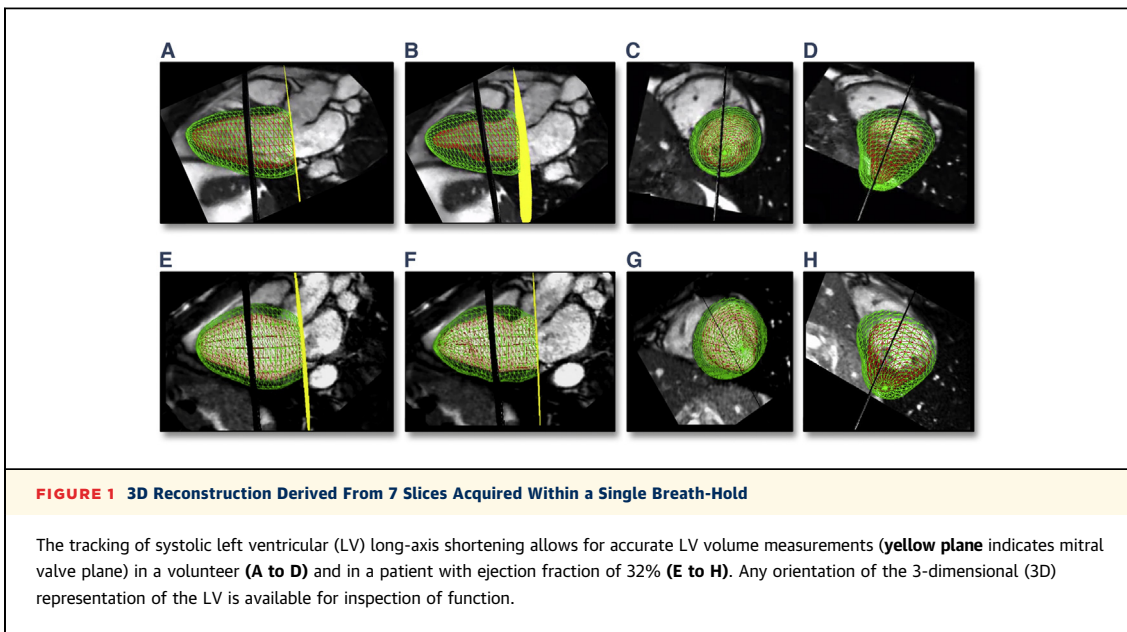 A B C D
E F G H
FIGURE 1 3D Reconstruction Derived From 7 Slices Acquired Within a Single Breath-Hold
The tracking of systolic left ventricular (LV) long-axis shortening allows for accurate LV volume measurements (yellow plane indicates mitral
valve plane) in a volunteer (A to D) and in a patient with ejection fraction of 32% (E to H). Any orientation of the 3-dimensional (3D)
representation of the LV is available for inspection of function.